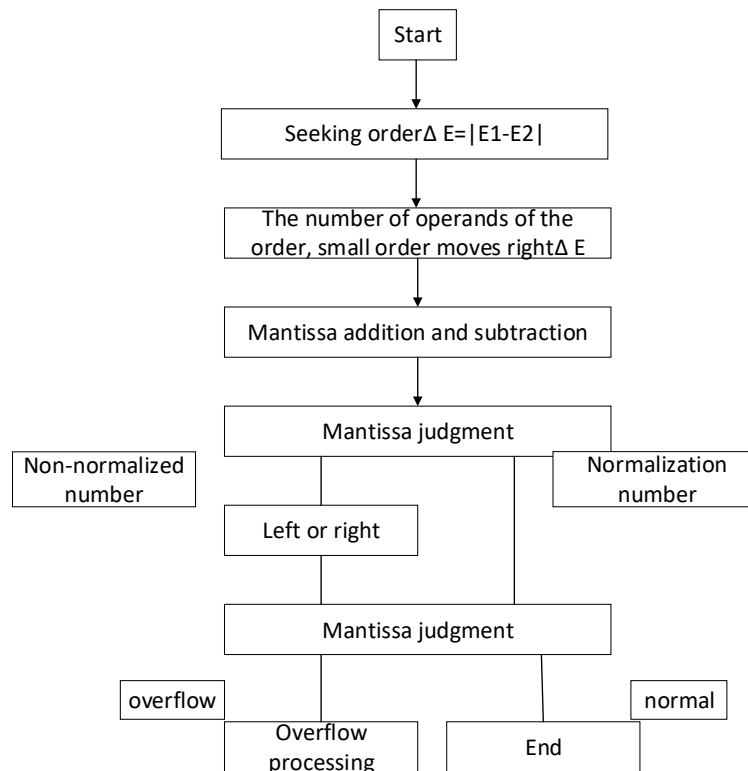 Start
Seeking orderΔ E=|E1-E2|
The number of operands of the
order, small order moves rightΔ E
Mantissa addition and subtraction
Mantissa judgment
Non-normalized
number
Normalization
number
Left or right
Mantissa judgment
overflow
normal
Overflow
processing
End